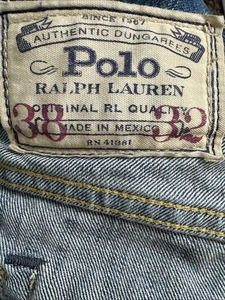 SINCE 1967
AUTHENTIC DUNGAREES
Polo
RALPH LAUREN
ORIGINAL RL QUALITY
38 32
MADE IN MEXICO
RN 41381